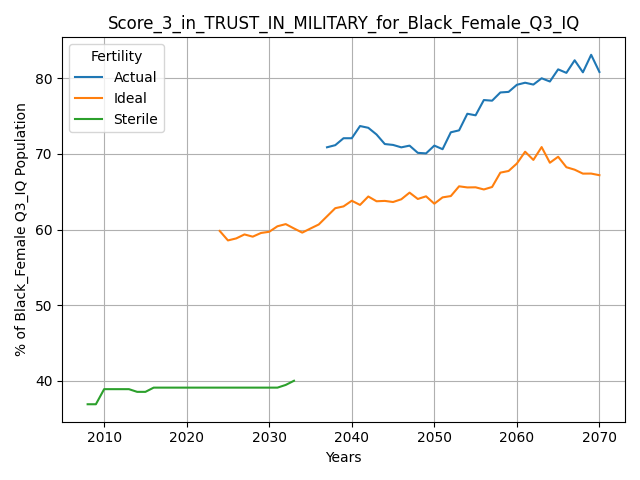 Score_3_in_TRUST_IN_MILITARY_for_Black_Female_Q3_IQ
Fertility
Actual
Ideal
Sterile
% of Black_Female Q3_IQ Population
80
70
60
50
40
2010 2020 2030 2040 2050 2060 2070
Years